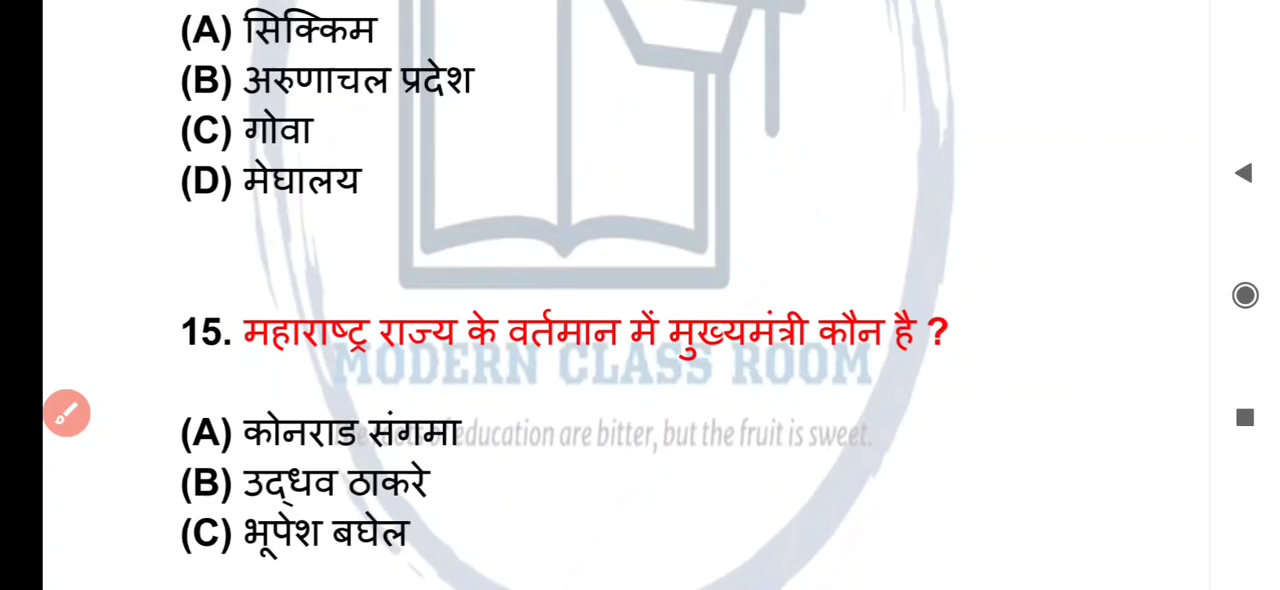 (A) सिक्किम
(B) अरुणाचल प्रदेश
(C) गोवा
(D) मेघालय
15. महाराष्ट्र राज्य के वर्तमान में मुख्यमंत्री कौन है ?
MODERN CLASS ROOM
(A) कोनराड संगमा
education are bitter, but the fruit is sweet.
(B) उद्धव ठाकरे
(C) भूपेश बघेल